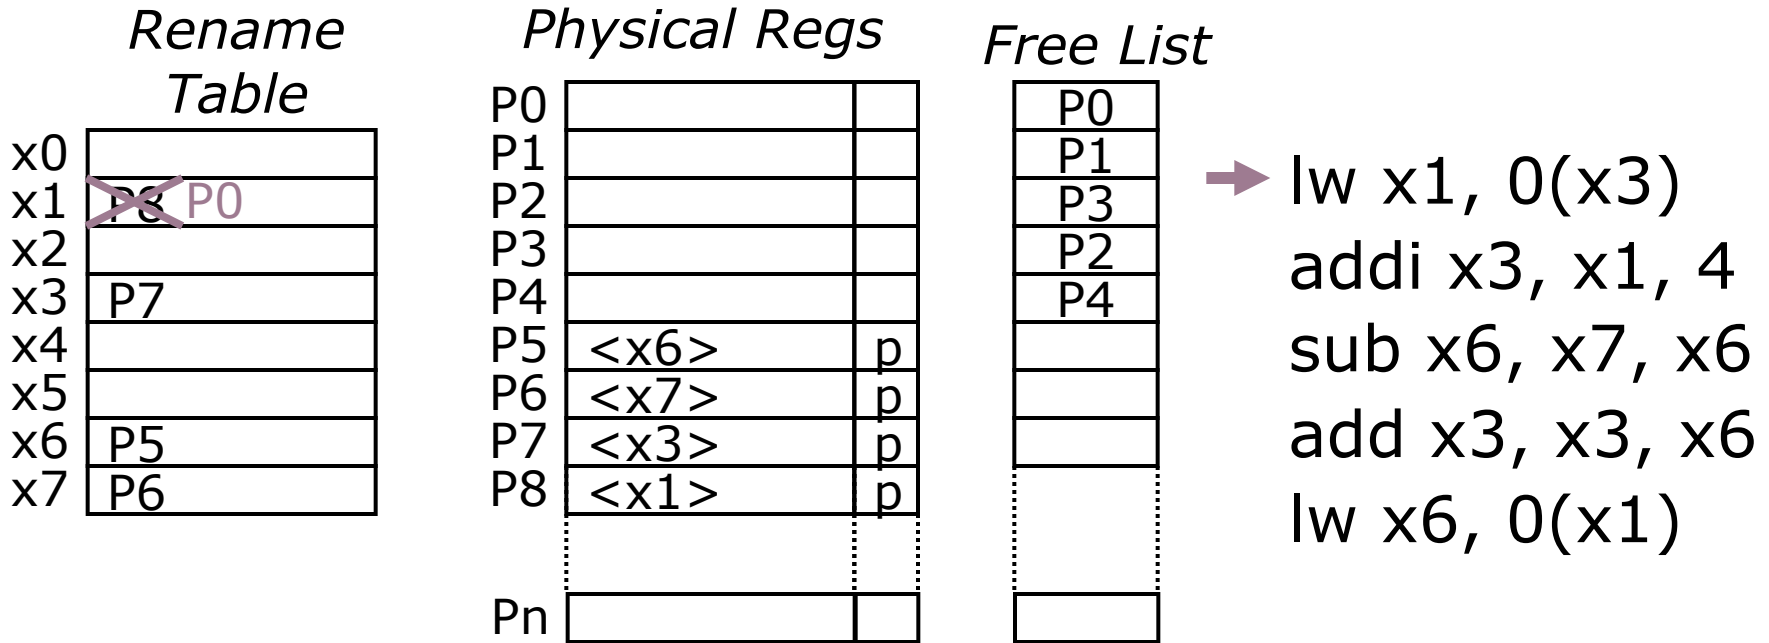 Rename
Table
x0
x1 P8 P0
x2
x3 P7
x4
x5
x6 P5
x7 P6
Physical Regs
P0
P1
P2
P3
P4
P5 <x6> p
P6 <x7> p
P7 <x3> p
P8 <x1> p
Pn
Free List
P0
P1
P3
P2
P4
lw x1, 0(x3)
addi x3, x1, 4
sub x6, x7, x6
add x3, x3, x6
lw x6, 0(x1)